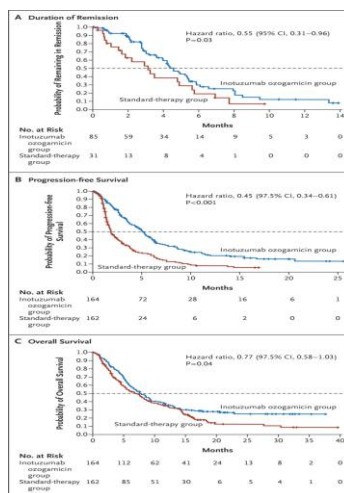 A Duration of Remission
Probability of Remaining in Remission
1.0
0.9
0.8
0.7
0.6
0.5
0.4
0.3
0.2
0.1
0.0
Hazard ratio, 0.55 (95% CI, 0.31–0.96)
P=0.03
Inotuzumab ozogamicin group
Standard-therapy group
0 2 4 6 8 10 12 14
Months
No. at Risk
Inotuzumab ozogamicin group 85 59 34 14 9 5 3 0
Standard-therapy group 31 13 8 4 1 0 0 0
B Progression-free Survival
Probability of Progression-free Survival
1.0
0.9
0.8
0.7
0.6
0.5
0.4
0.3
0.2
0.1
0.0
Hazard ratio, 0.45 (97.5% CI, 0.34–0.61)
P<0.001
Inotuzumab ozogamicin group
Standard-therapy group
0 5 10 15 20 25
Months
No. at Risk
Inotuzumab ozogamicin group 164 72 28 16 6 1
Standard-therapy group 162 24 6 2 0 0
C Overall Survival
Probability of Overall Survival
1.0
0.9
0.8
0.7
0.6
0.5
0.4
0.3
0.2
0.1
0.0
Hazard ratio, 0.77 (97.5% CI, 0.58–1.03)
P=0.04
Inotuzumab ozogamicin group
Standard-therapy group
0 5 10 15 20 25 30 35 40
Months
No. at Risk
Inotuzumab ozogamicin group 164 112 62 41 24 13 8 2 0
Standard-therapy group 162 85 51 30 6 5 4 1 0